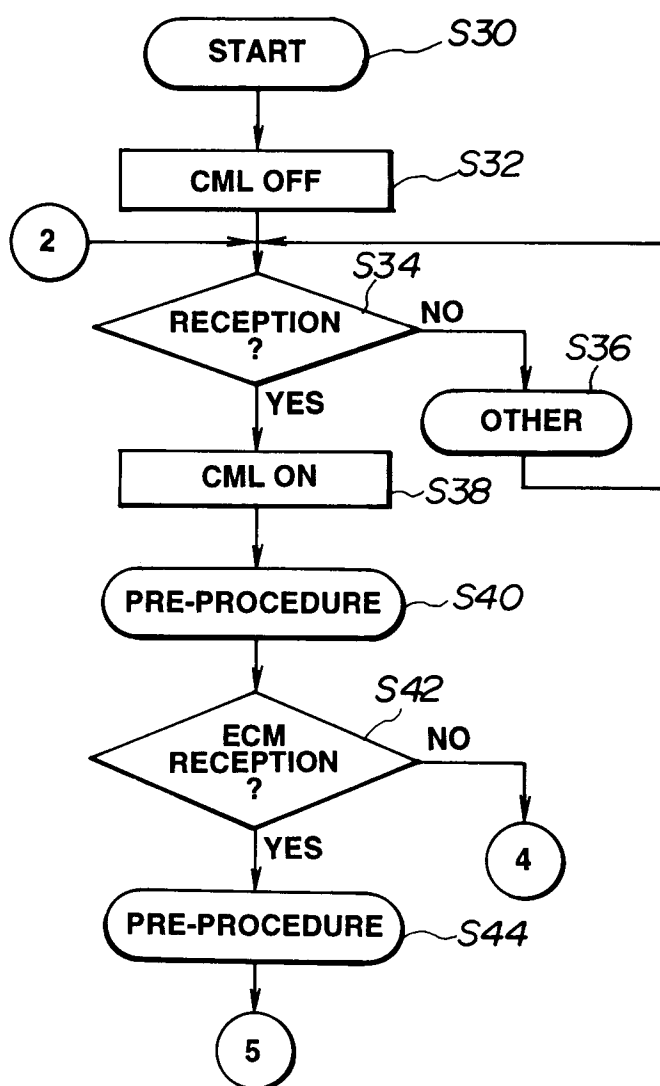 START
S30
CML OFF
S32
2
S34
RECEPTION
?
NO
S36
YES
OTHER
CML ON
S38
PRE-PROCEDURE
S40
S42
ECM
RECEPTION
?
NO
YES
4
PRE-PROCEDURE
S44
5